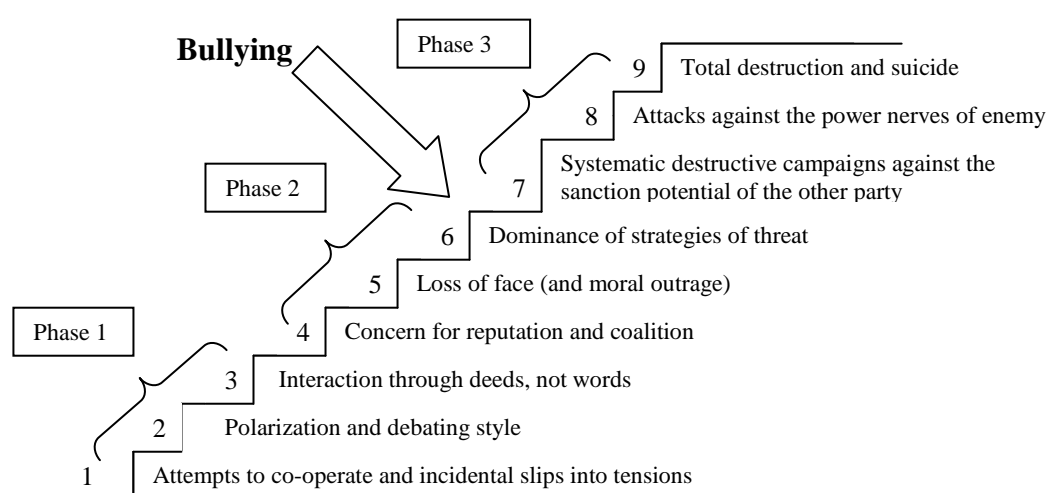 Bullying
Phase 3
9 Total destruction and suicide
8 Attacks against the power nerves of enemy
7 Systematic destructive campaigns against the
sanction potential of the other party
Phase 2
6 Dominance of strategies of threat
5 Loss of face (and moral outrage)
4 Concern for reputation and coalition
Phase 1
3 Interaction through deeds, not words
2 Polarization and debating style
1 Attempts to co-operate and incidental slips into tensions